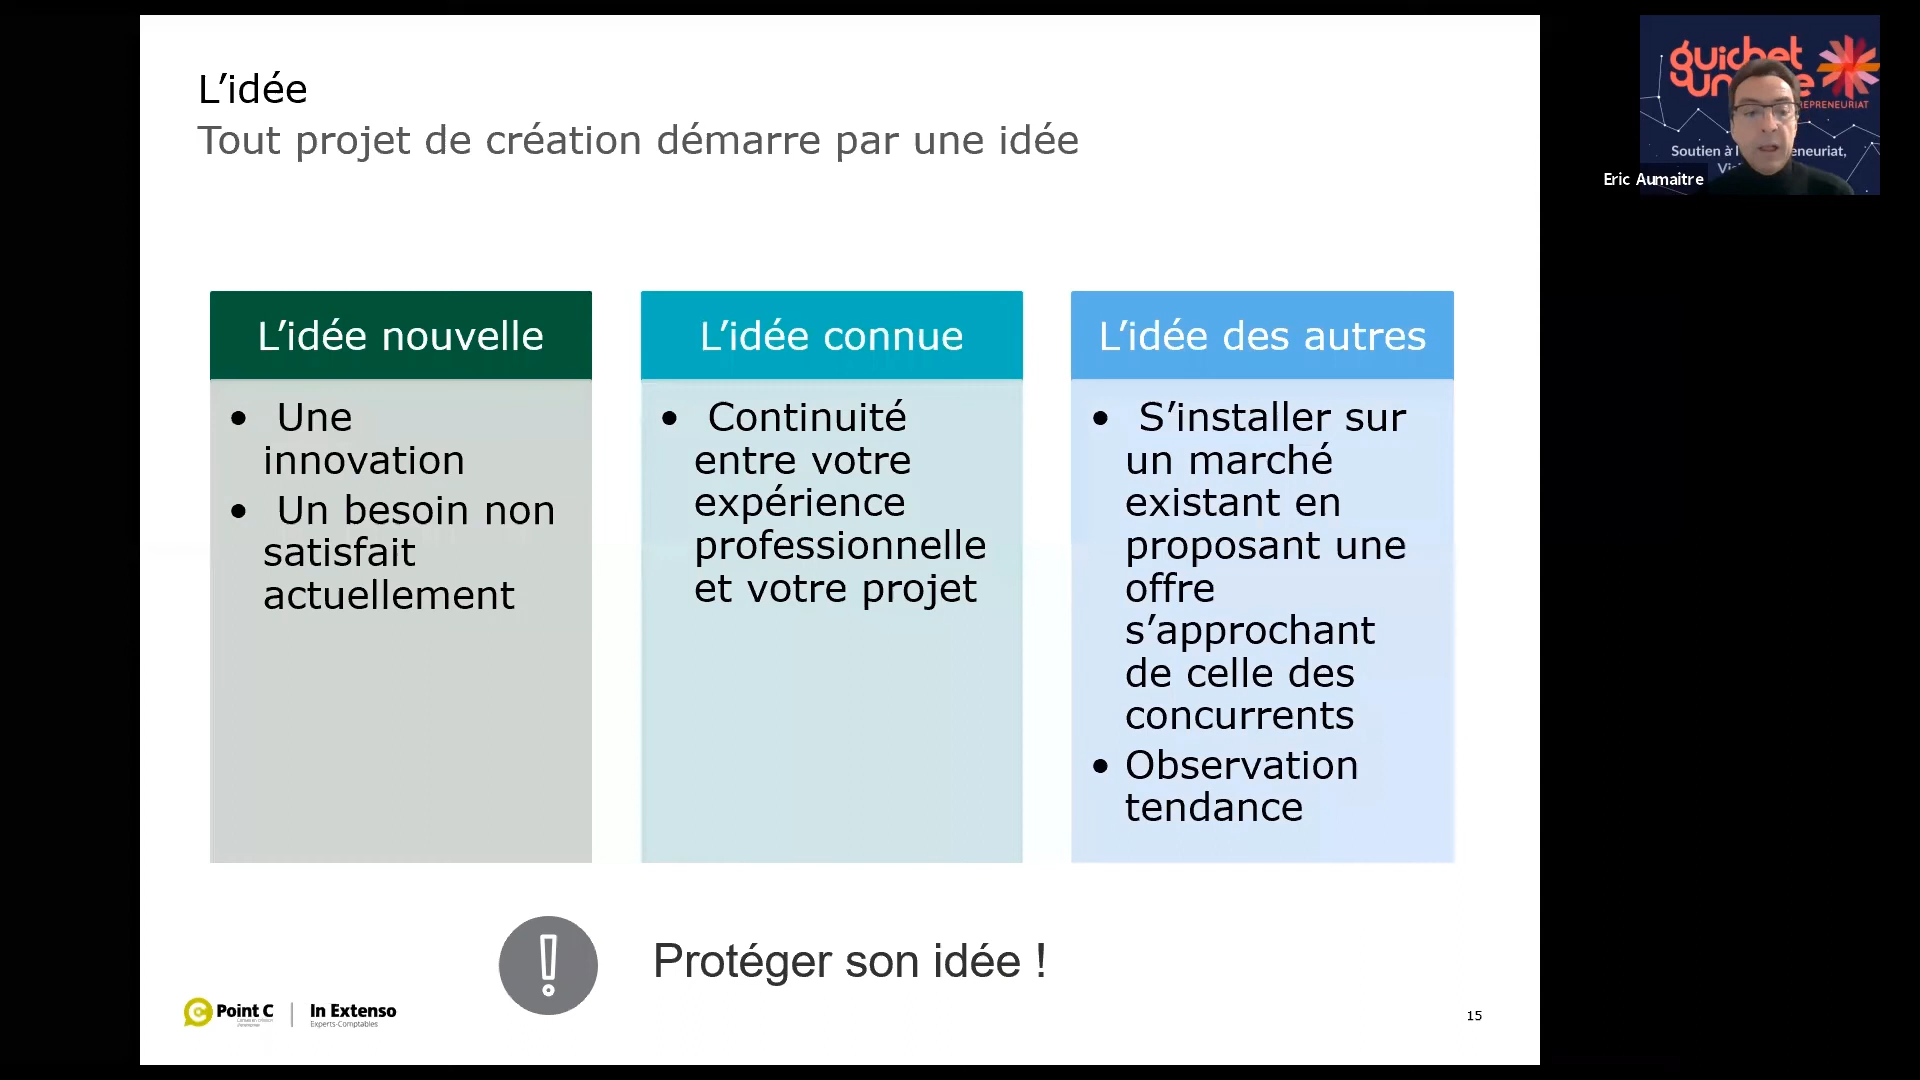 L’idée
Tout projet de création démarre par une idée
L’idée nouvelle
• Une
innovation
• Un besoin non
satisfait
actuellement
L’idée connue
• Continuité
entre votre
expérience
professionnelle
et votre projet
L’idée des autres
• S’installer sur
un marché
existant en
proposant une
offre
s’approchant
de celle des
concurrents
• Observation
tendance
! Protéger son idée !
Point C | In Extenso
Experts-Comptables
15
guichet
Soutien à
Eric Aumaitre